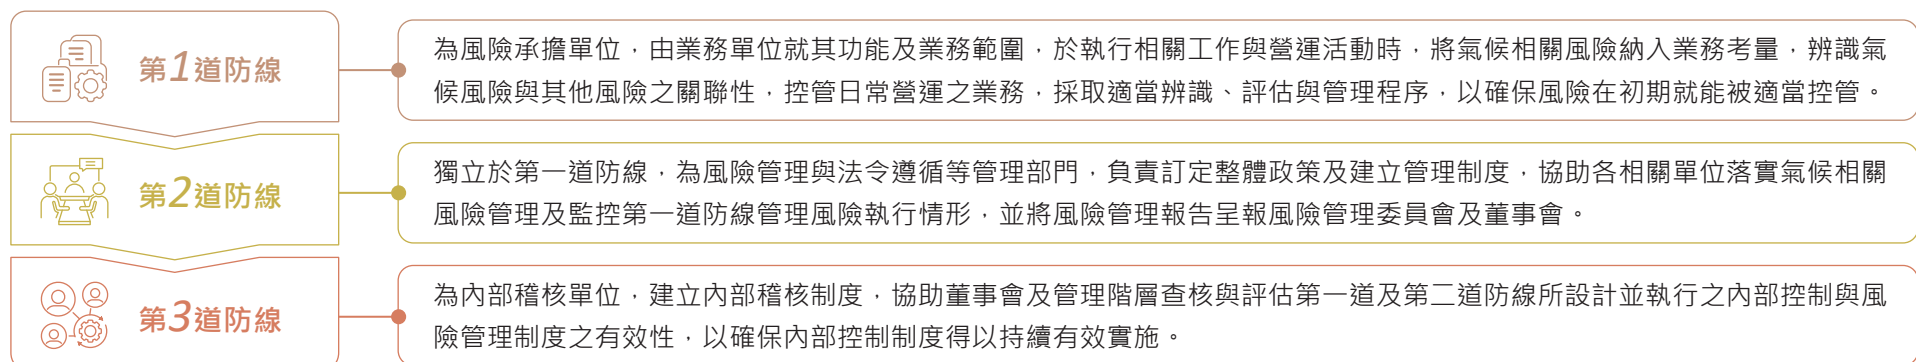 第1道防線
為風險承擔單位，由業務單位就其功能及業務範圍，於執行相關工作與營運活動時，將氣候相關風險納入業務考量，辨識氣
候風險與其他風險之關聯性，控管日常營運之業務，採取適當辨識、評估與管理程序，以確保風險在初期就能被適當控管。
第2道防線
獨立於第一道防線，為風險管理與法令遵循等管理部門，負責訂定整體政策及建立管理制度，協助各相關單位落實氣候相關
風險管理及監控第一道防線管理風險執行情形，並將風險管理報告呈報風險管理委員會及董事會。
第3道防線
為內部稽核單位，建立內部稽核制度，協助董事會及管理階層查核與評估第一道及第二道防線所設計並執行之內部控制與風
險管理制度之有效性，以確保內部控制制度得以持續有效實施。